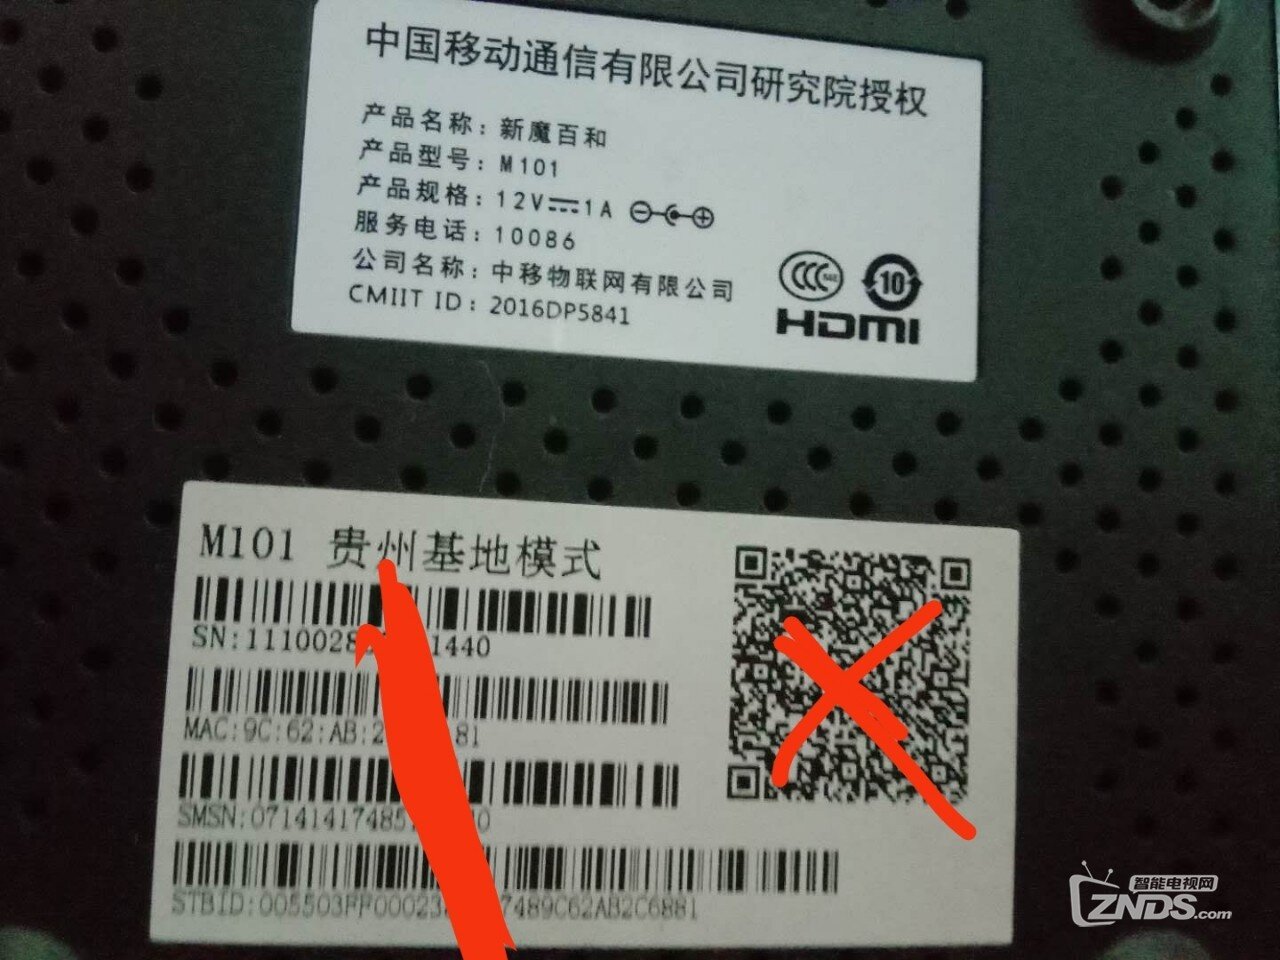 中国移动通信有限公司研究院授权
产品名称：新魔百和
产品型号：M101
产品规格：12V 1A
服务电话：10086
公司名称：中移物联网有限公司
CMIIT ID：2016DP5841
CCC
10
HDMI
M101 贵州基地模式
SN:1110028 1440
MAC:9C:62:AB:2 81
SMSN:071414174857 0
STBID:005503FF00023 7489C62AB2C6881
智能电视网
ZNDS.com